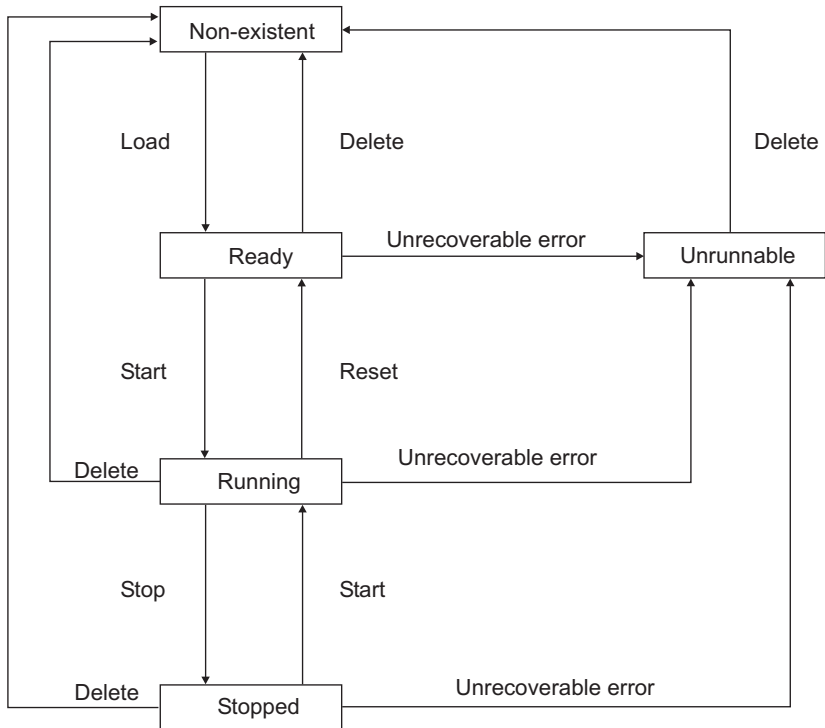 Non-existent
Load
Delete
Delete
Ready
Unrecoverable error
Unrunnable
Start
Reset
Delete
Running
Unrecoverable error
Stop
Start
Delete
Stopped
Unrecoverable error